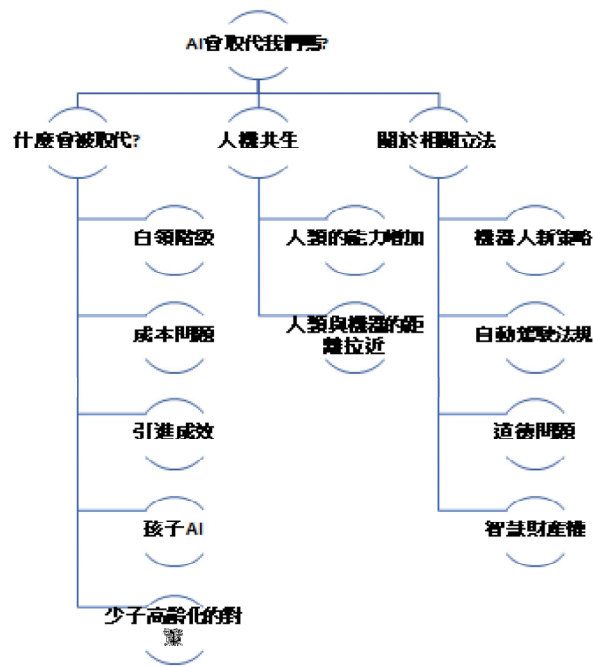 AI會取代我們嗎?
什麼會被取代?
人機共生
關於相關立法
白領階級
人類的能力增加
機器人新策略
成本問題
人類與機器的距
離拉近
自動駕駛法規
引進成效
道德問題
孩子AI
智慧財產權
少子高齡化的對